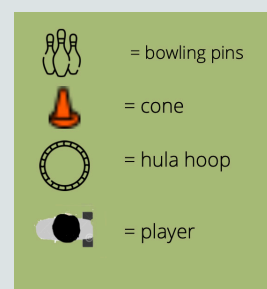 = bowling pins
= cone
= hula hoop
= player